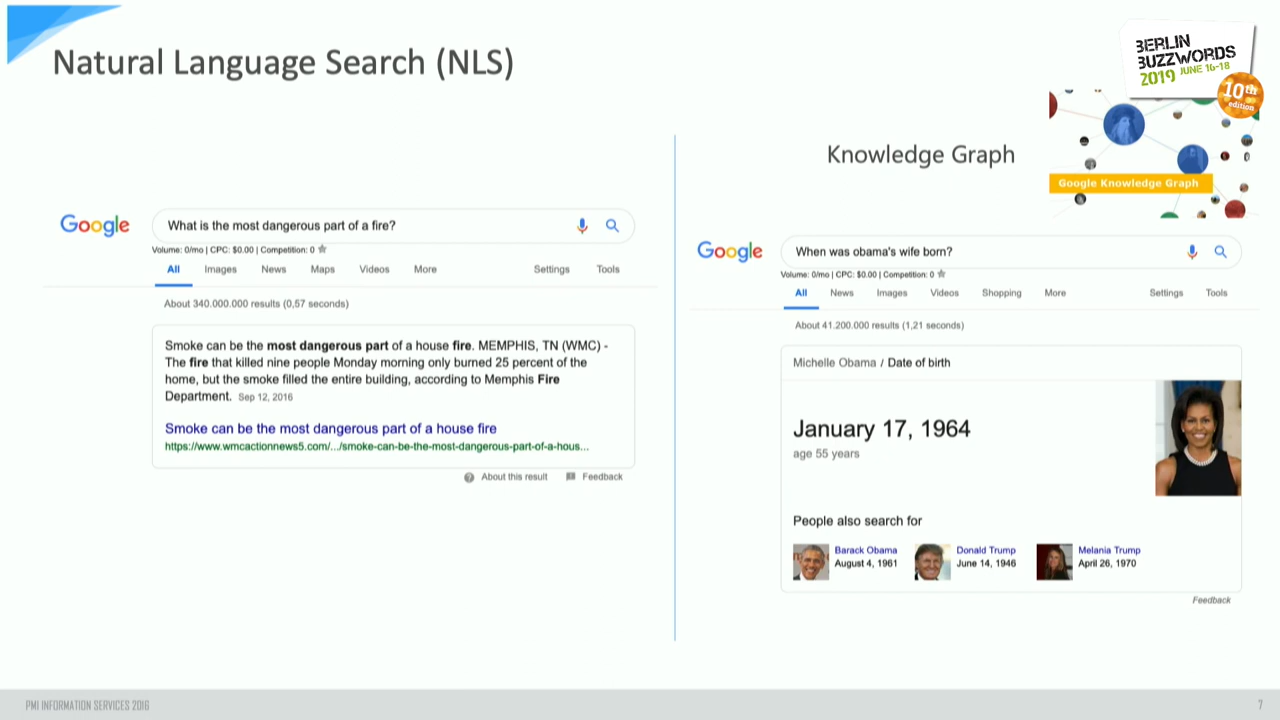 Natural Language Search (NLS)
BERLIN
BUZZWORDS
2019 JUNE 16-18
10th
edition
Knowledge Graph
Google Knowledge Graph
Google
What is the most dangerous part of a fire?
Volume: 0/mo | CPC: $0.00 | Competition: 0
All Images News Maps Videos More Settings Tools
About 340.000.000 results (0,57 seconds)
Smoke can be the most dangerous part of a house fire. MEMPHIS, TN (WMC) -
The fire that killed nine people Monday morning only burned 25 percent of the
home, but the smoke filled the entire building, according to Memphis Fire
Department. Sep 12, 2016
Smoke can be the most dangerous part of a house fire
https://www.wmcactionnews5.com/.../smoke-can-be-the-most-dangerous-part-of-a-hous...
About this result Feedback
Google
When was obama's wife born?
Volume: 0/mo | CPC: $0.00 | Competition: 0
All News Images Videos Shopping More Settings Tools
About 41.200.000 results (1,21 seconds)
Michelle Obama / Date of birth
January 17, 1964
age 55 years
People also search for
Barack Obama
August 4, 1961
Donald Trump
June 14, 1946
Melania Trump
April 26, 1970
Feedback
PMI INFORMATION SERVICES 2016
7